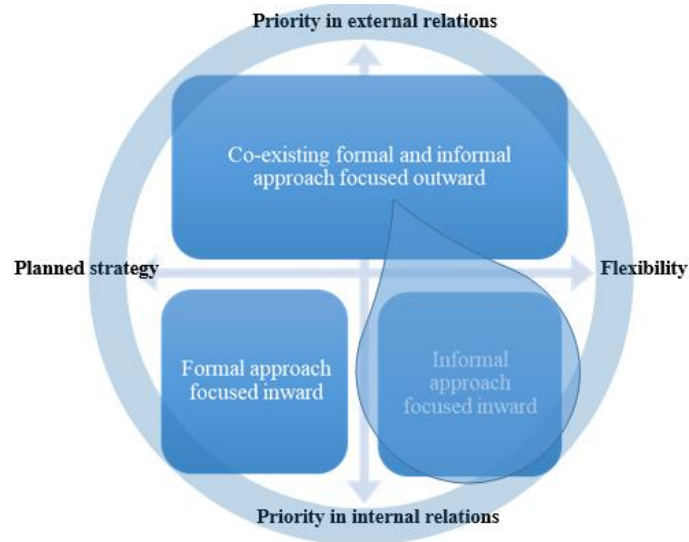 Priority in external relations
Co-existing formal and informal
approach focused outward
Planned strategy
Flexibility
Formal approach
focused inward
Informal
approach
focused inward
Priority in internal relations